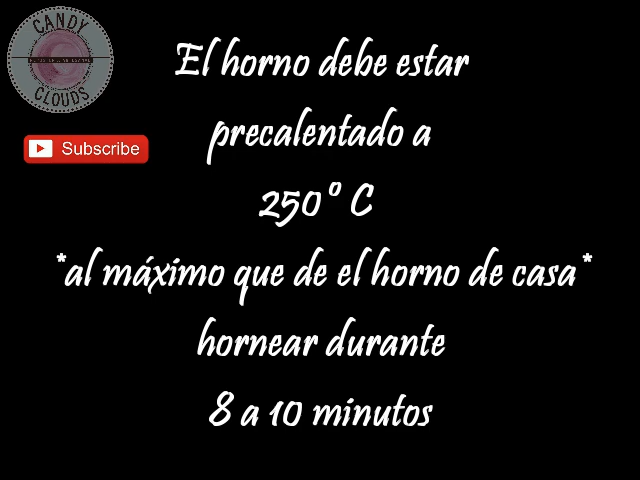 CANDY
CLOUDS
Subscribe
El horno debe estar
precalentado a
250° C
*al máximo que de el horno de casa*
hornear durante
8 a 10 minutos